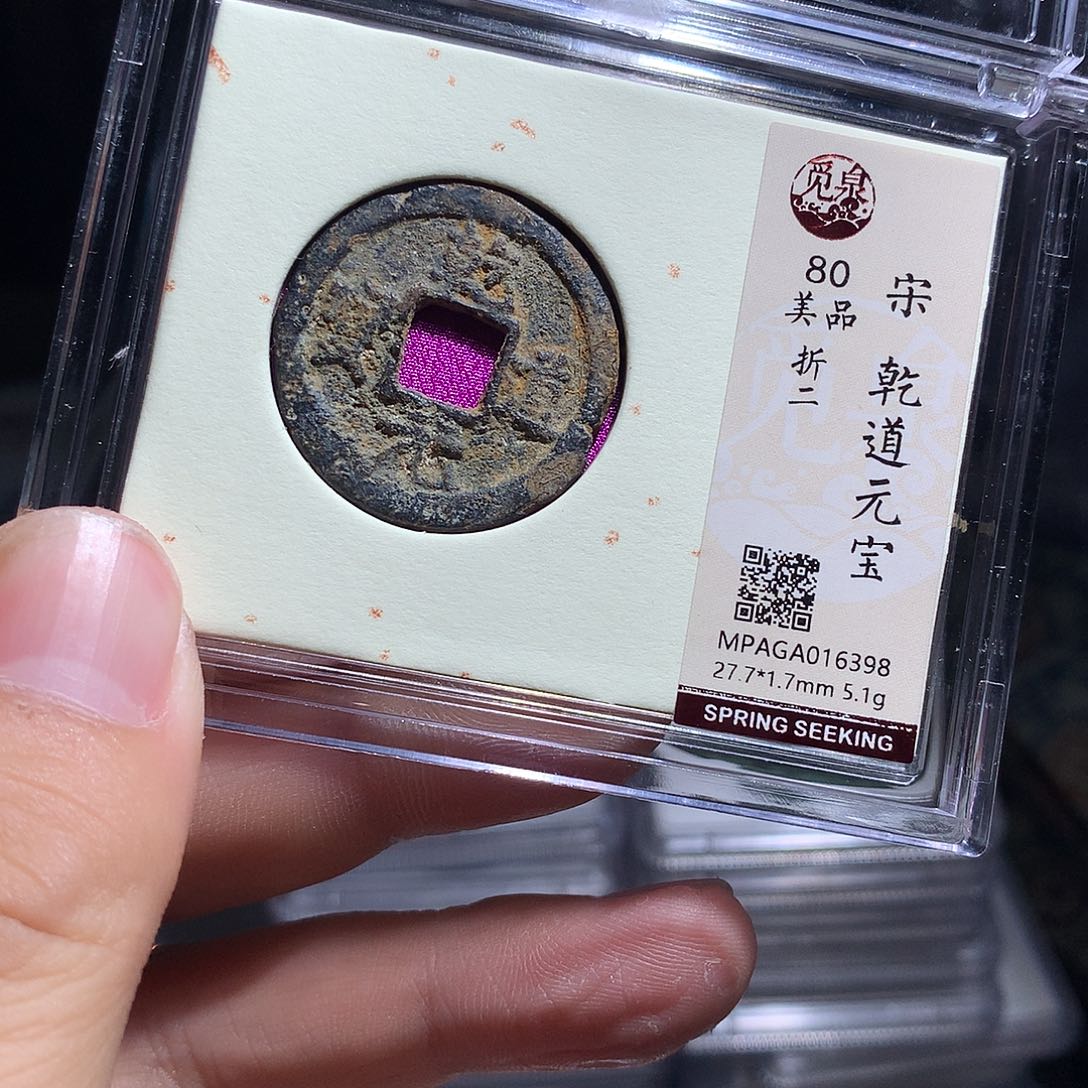 觅泉
80
美品
折二
宋 乾道元宝
MPAGA016398
27.7*1.7mm 5.1g
SPRING SEEKING